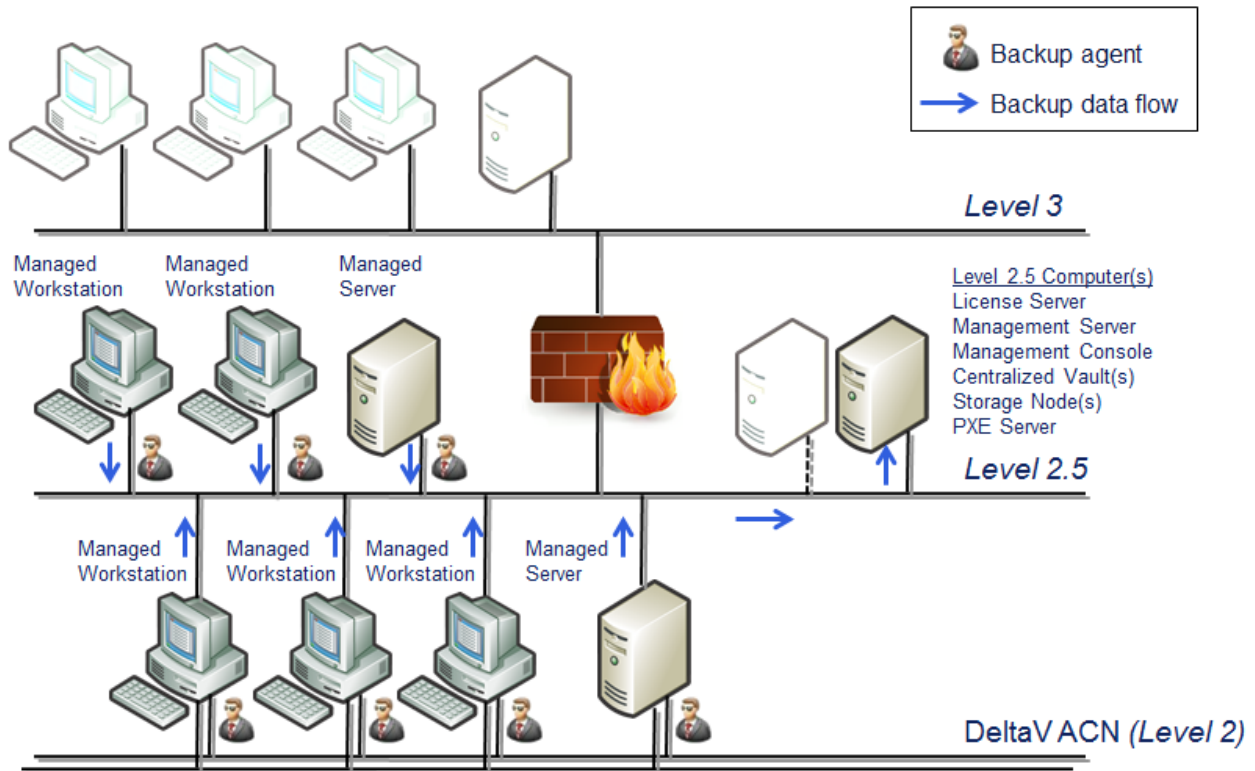 Backup agent
Backup data flow
Level 3
Managed
Workstation
Managed
Workstation
Managed
Server
Level 2.5 Computer(s)
License Server
Management Server
Management Console
Centralized Vault(s)
Storage Node(s)
PXE Server
Level 2.5
Managed
Workstation
Managed
Workstation
Managed
Workstation
Managed
Server
DeltaV ACN (Level 2)